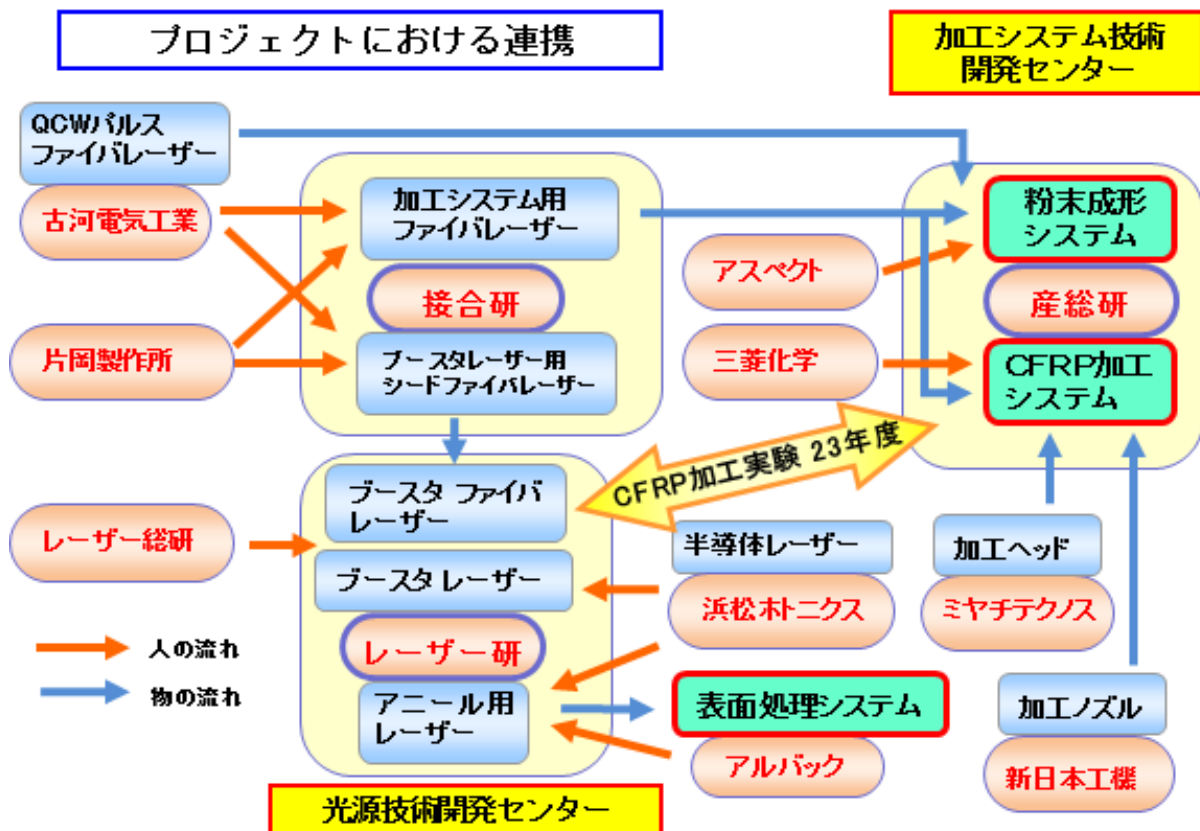 プロジェクトにおける連携
加工システム技術
開発センター
QCWパルス
ファイバレーザー
古河電気工業
片岡製作所
加工システム用
ファイバレーザー
接合研
ブースタレーザー用
シードファイバレーザー
アスペクト
三菱化学
粉末成形
システム
産総研
CFRP加工
システム
CFRP加工実験 23年度
レーザー総研
ブースタ ファイバ
レーザー
ブースタ レーザー
レーザー研
アニール用
レーザー
半導体レーザー
浜松ホトニクス
加工ヘッド
ミヤチテクノス
表面処理システム
アルバック
加工ノズル
新日本工機
人の流れ
物の流れ
光源技術開発センター